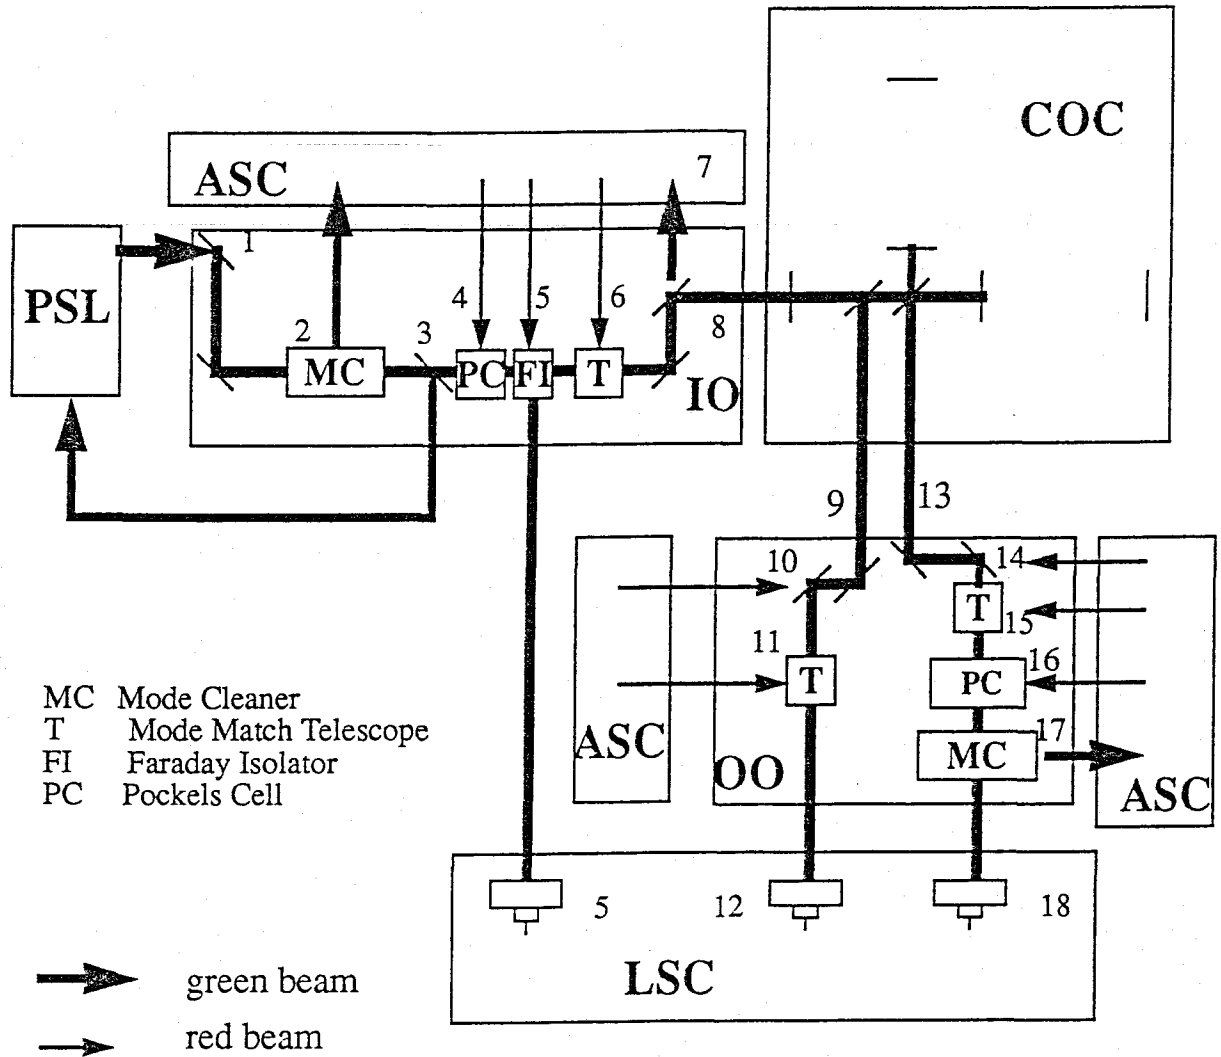 COC
ASC
7
1
PSL
4
5
6
8
2
3
MC
PC
FI
T
IO
9
13
10
14
T
15
11
16
T
PC
17
MC
ASC
OO
ASC
MC Mode Cleaner
T Mode Match Telescope
FI Faraday Isolator
PC Pockels Cell
5
12
18
LSC
green beam
red beam